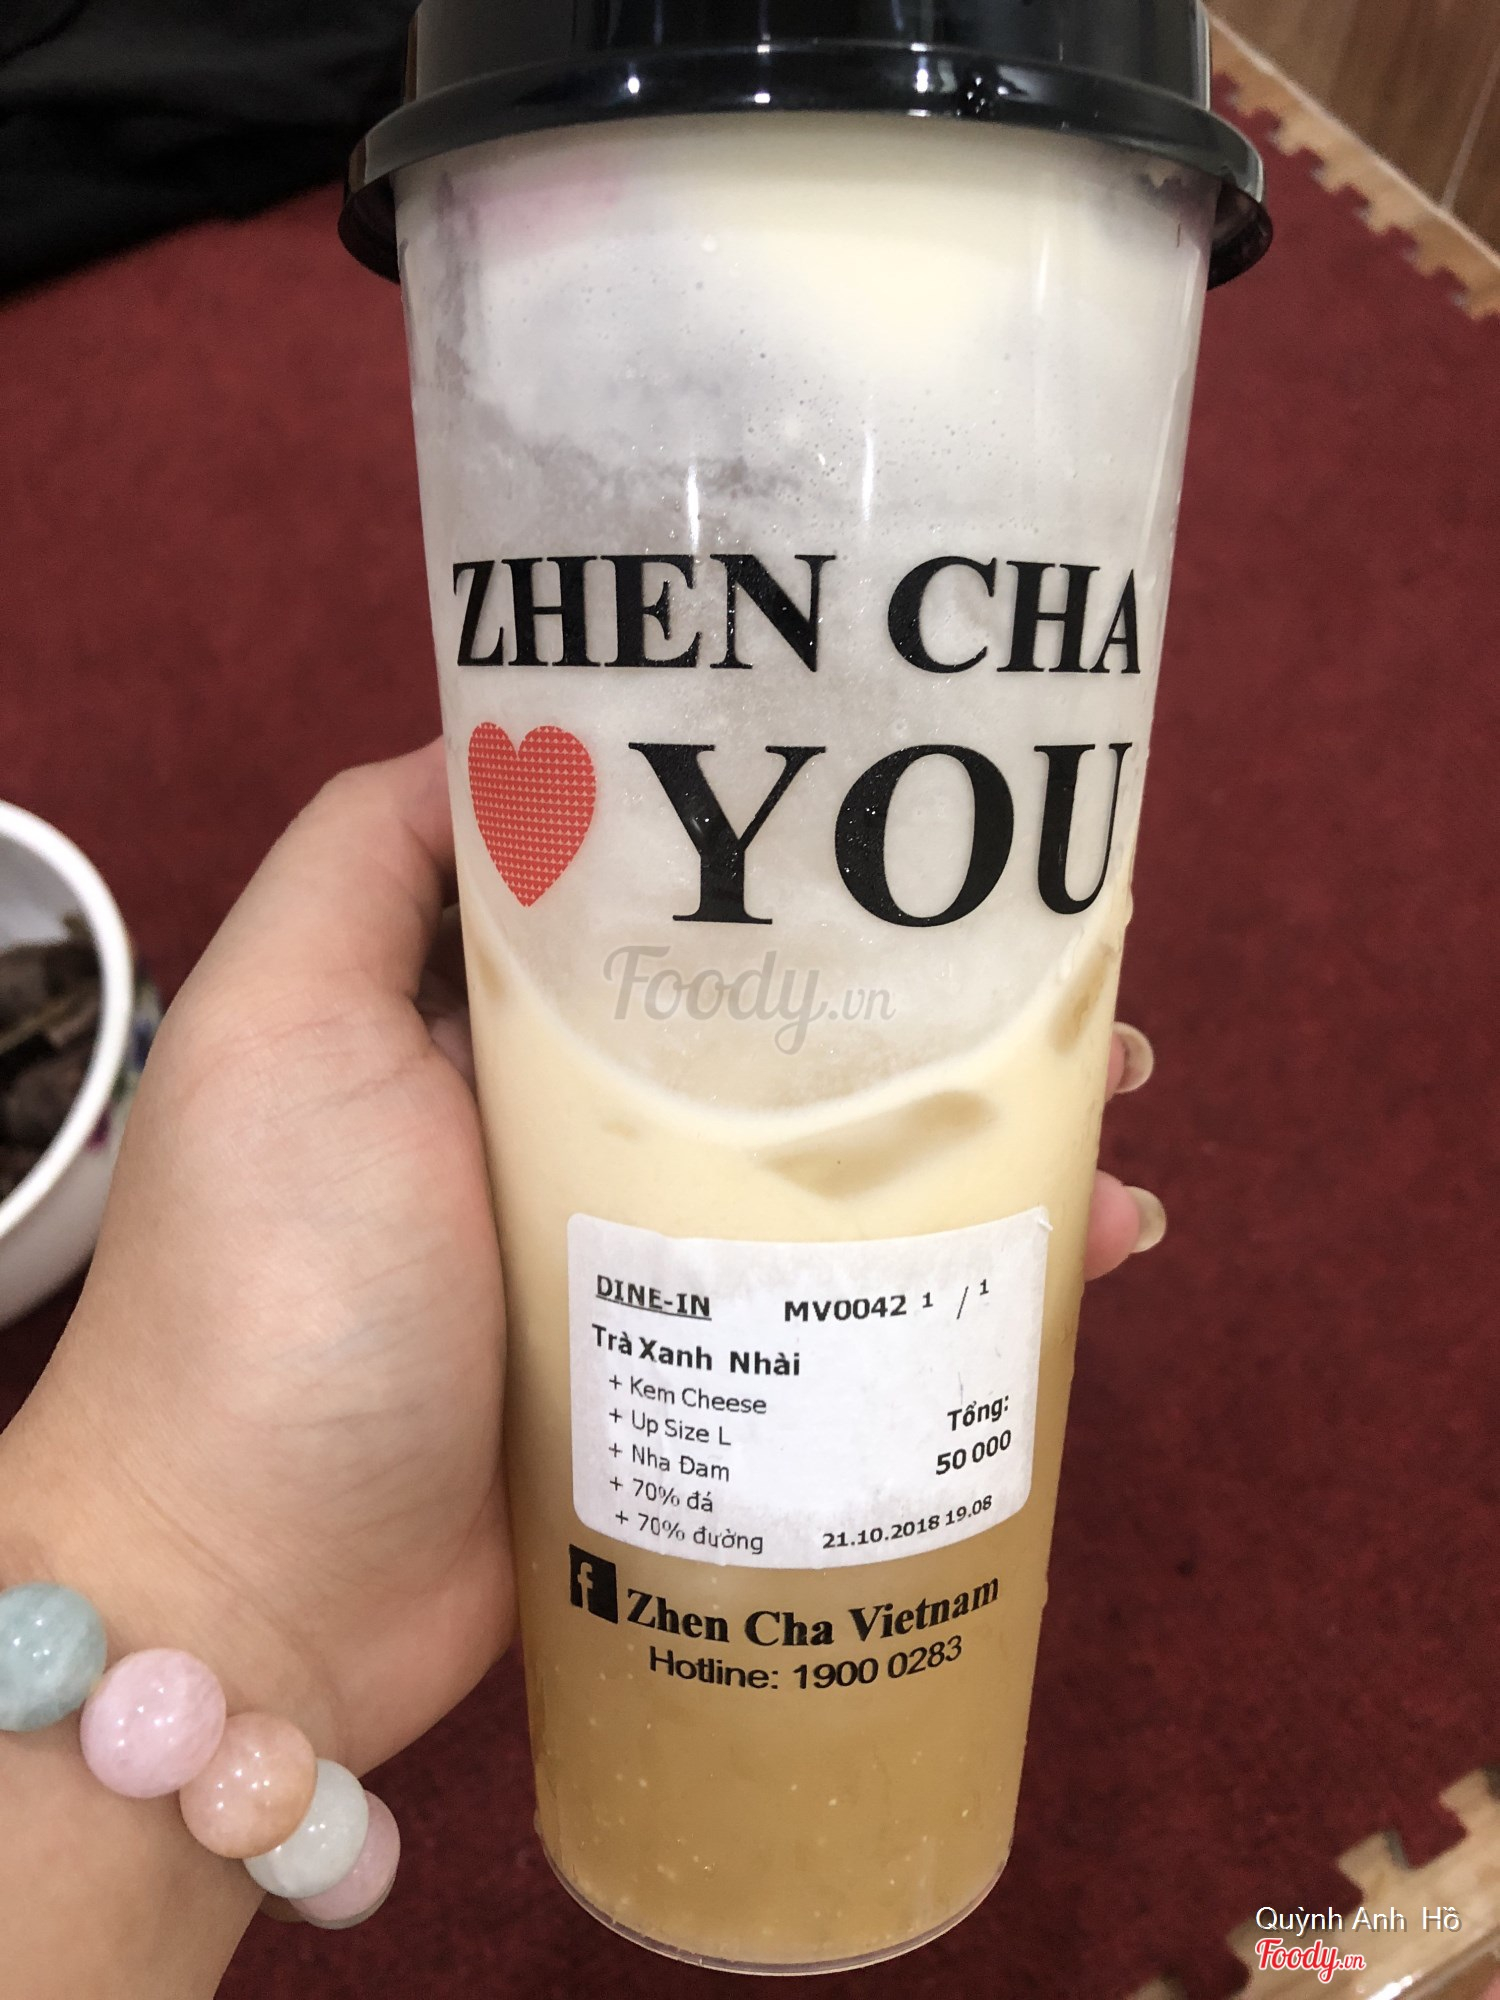 ZHEN CHA
YOU
Foody.vn
DINE-IN MV0042 1 / 1
Trà Xanh Nhài
+ Kem Cheese
+ Up Size L
+ Nha Đam
+ 70% đá
+ 70% đường
Tổng:
50 000
21.10.2018 19.08
f Zhen Cha Vietnam
Hotline: 1900 0283
Quỳnh Anh Hồ
Foody.vn